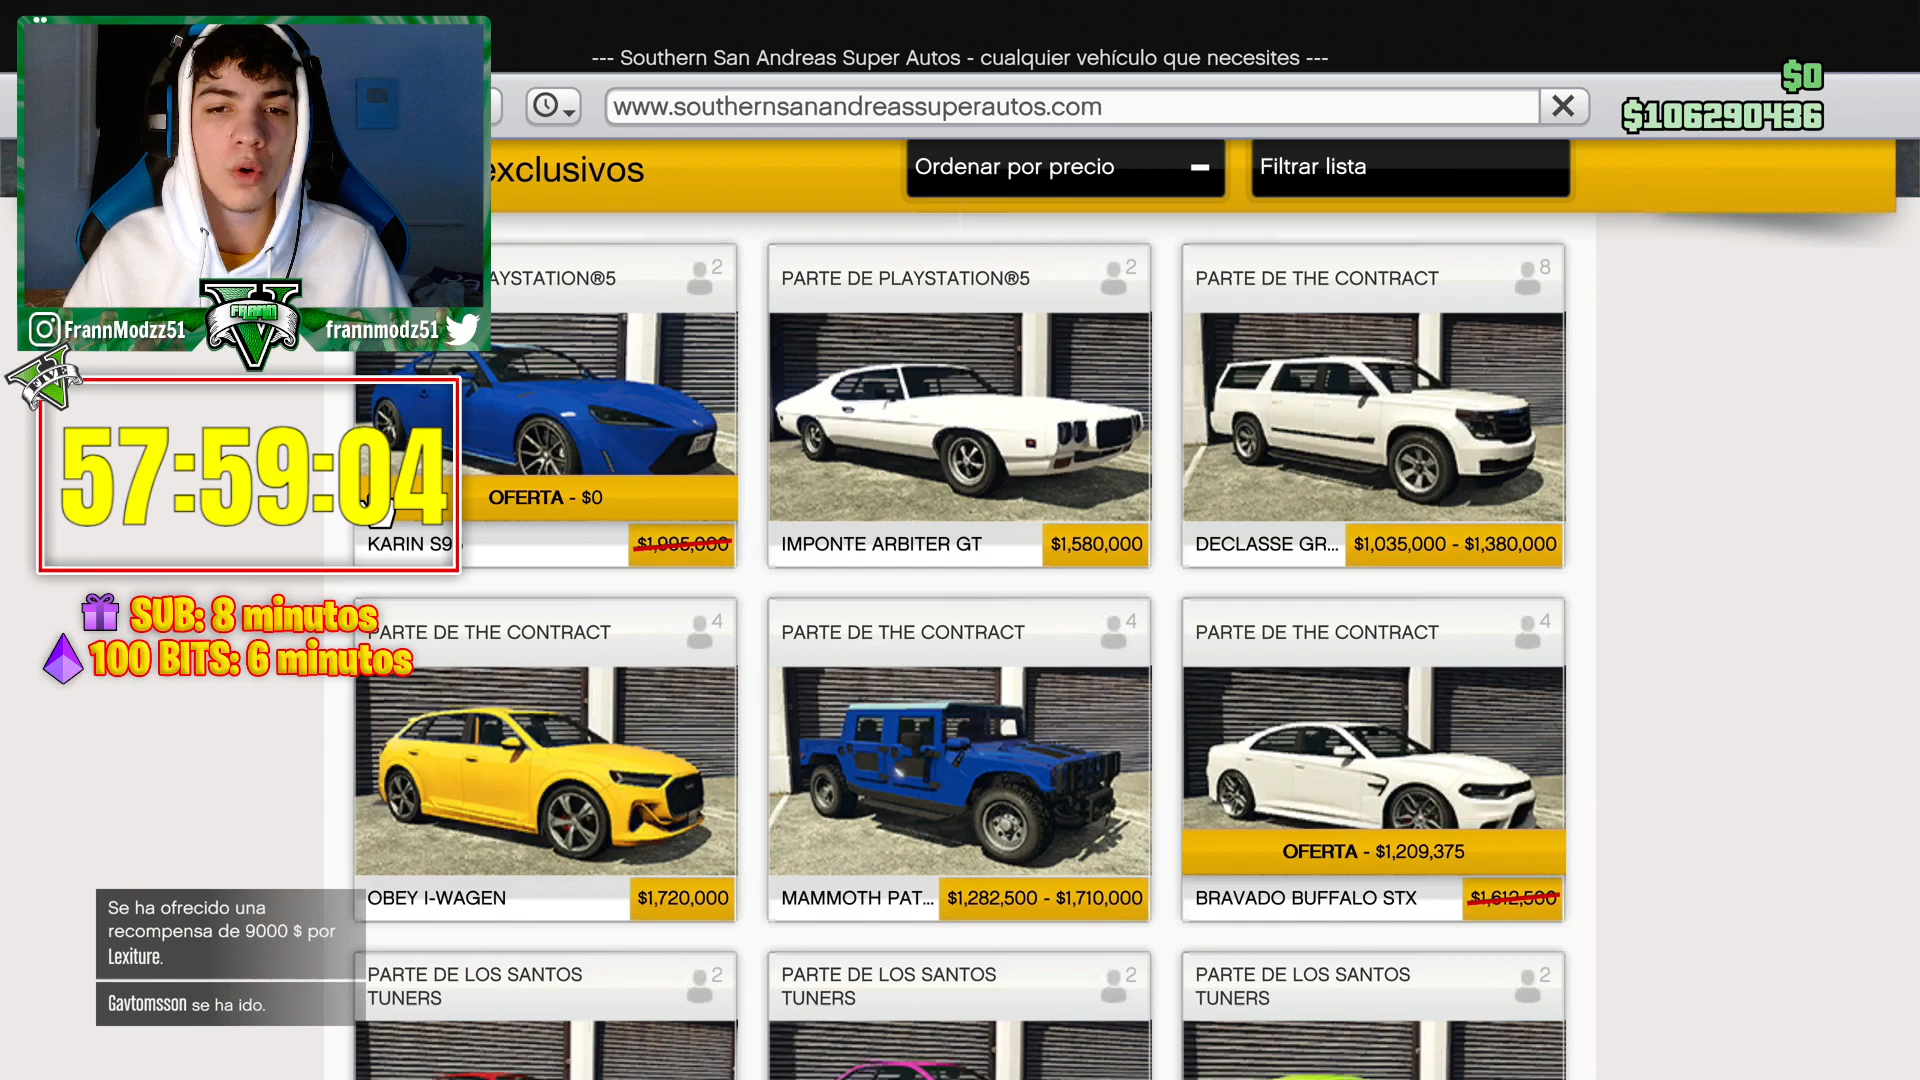 --- Southern San Andreas Super Autos - cualquier vehículo que necesites ---
$0
www.southernsanandreassuperautos.com
$106290436
exclusivos
Ordenar por precio
Filtrar lista
AYSTATION®5
2
PARTE DE PLAYSTATION®5
2
PARTE DE THE CONTRACT
8
FRANN
V
FrannModzz51
frannmodz51
FIVE
57:59:04
OFERTA - $0
KARIN S9
$1,995,000
IMPONTE ARBITER GT
$1,580,000
DECLASSE GR...
$1,035,000 - $1,380,000
SUB: 8 minutos
100 BITS: 6 minutos
PARTE DE THE CONTRACT
4
PARTE DE THE CONTRACT
4
PARTE DE THE CONTRACT
4
OFERTA - $1,209,375
OBEY I-WAGEN
$1,720,000
MAMMOTH PAT...
$1,282,500 - $1,710,000
BRAVADO BUFFALO STX
$1,612,500
Se ha ofrecido una
recompensa de 9000 $ por
Lexiture.
Gavtomsson se ha ido.
PARTE DE LOS SANTOS
TUNERS
2
PARTE DE LOS SANTOS
TUNERS
2
PARTE DE LOS SANTOS
TUNERS
2